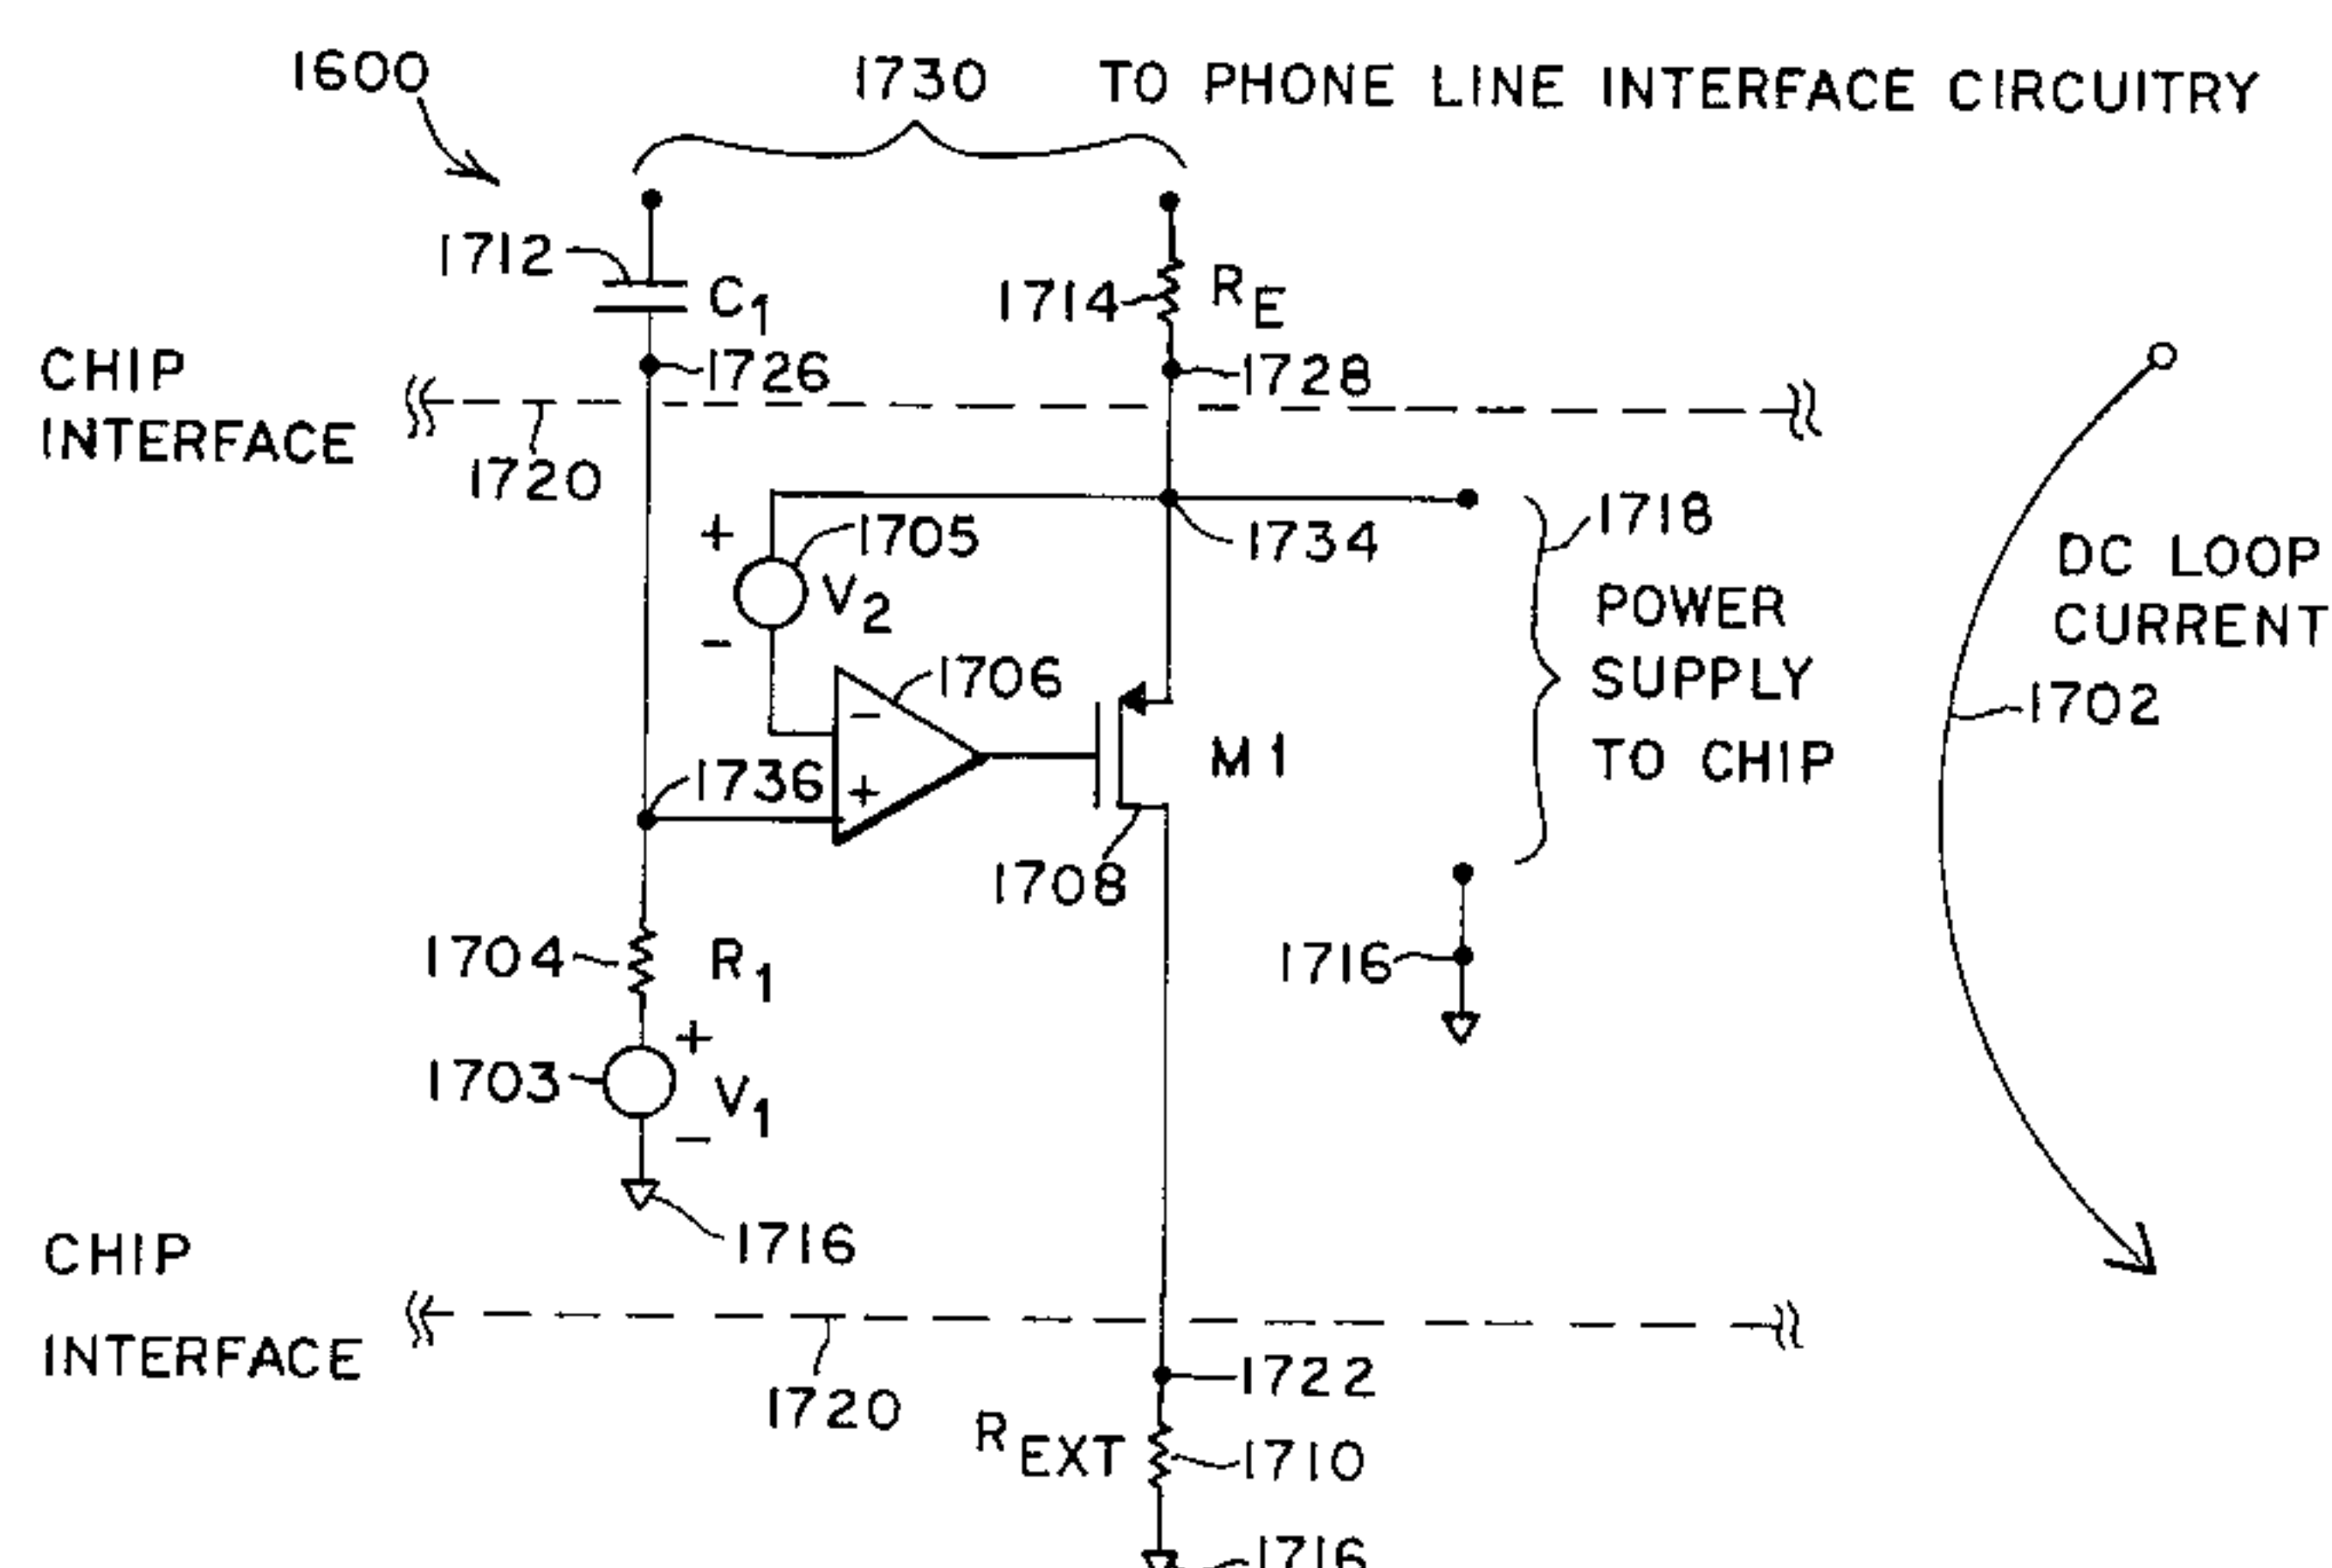 1600
1730 TO PHONE LINE INTERFACE CIRCUITRY
1712
C1
1714
RE
1726
1728
CHIP
INTERFACE
1720
+
1705
V2
-
1734
1718
POWER
SUPPLY
TO CHIP
DC LOOP
CURRENT
1702
1706
-
+
M1
1736
1708
1704
R1
1716
+
1703
V1
-
1716
CHIP
INTERFACE
1720
1722
REXT
1710
1716